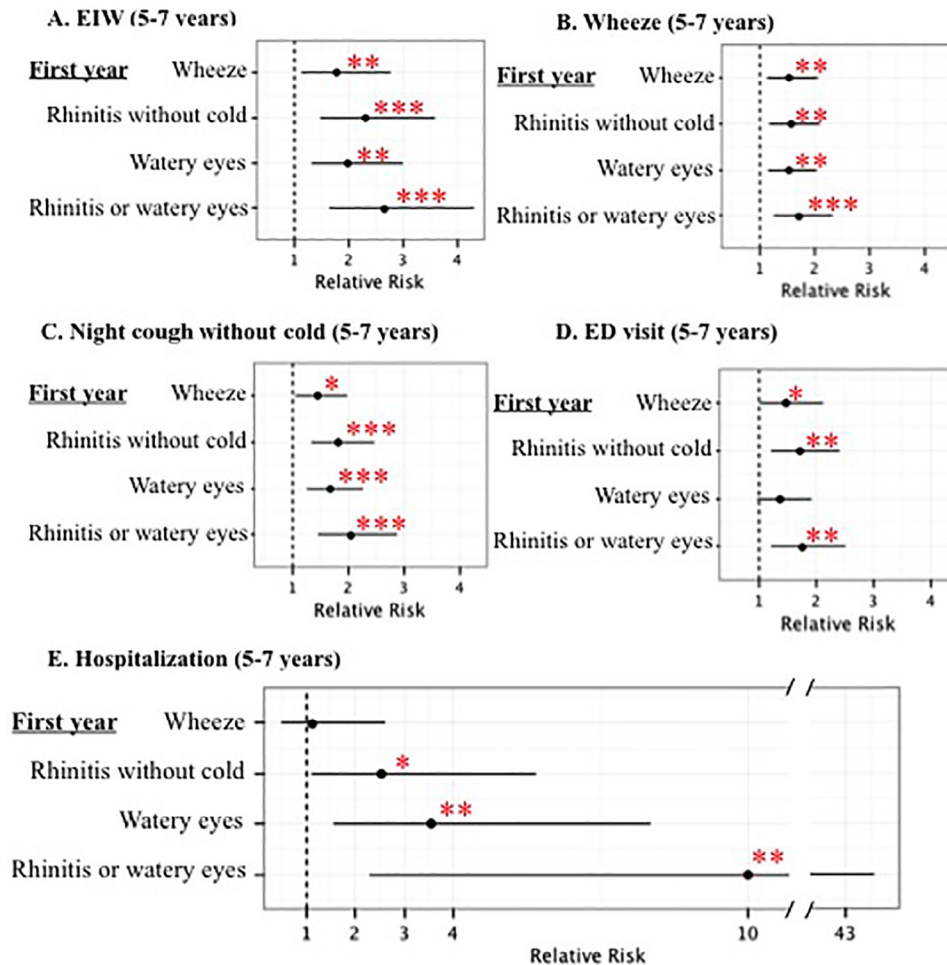 A. EIW (5-7 years)
First year Wheeze **
Rhinitis without cold ***
Watery eyes **
Rhinitis or watery eyes ***
1 2 3 4
Relative Risk
B. Wheeze (5-7 years)
First year Wheeze **
Rhinitis without cold **
Watery eyes **
Rhinitis or watery eyes ***
1 2 3 4
Relative Risk
C. Night cough without cold (5-7 years)
First year Wheeze *
Rhinitis without cold ***
Watery eyes ***
Rhinitis or watery eyes ***
1 2 3 4
Relative Risk
D. ED visit (5-7 years)
First year Wheeze *
Rhinitis without cold **
Watery eyes
Rhinitis or watery eyes **
1 2 3 4
Relative Risk
E. Hospitalization (5-7 years)
First year Wheeze
Rhinitis without cold *
Watery eyes **
Rhinitis or watery eyes **
1 2 3 4 10 43
Relative Risk